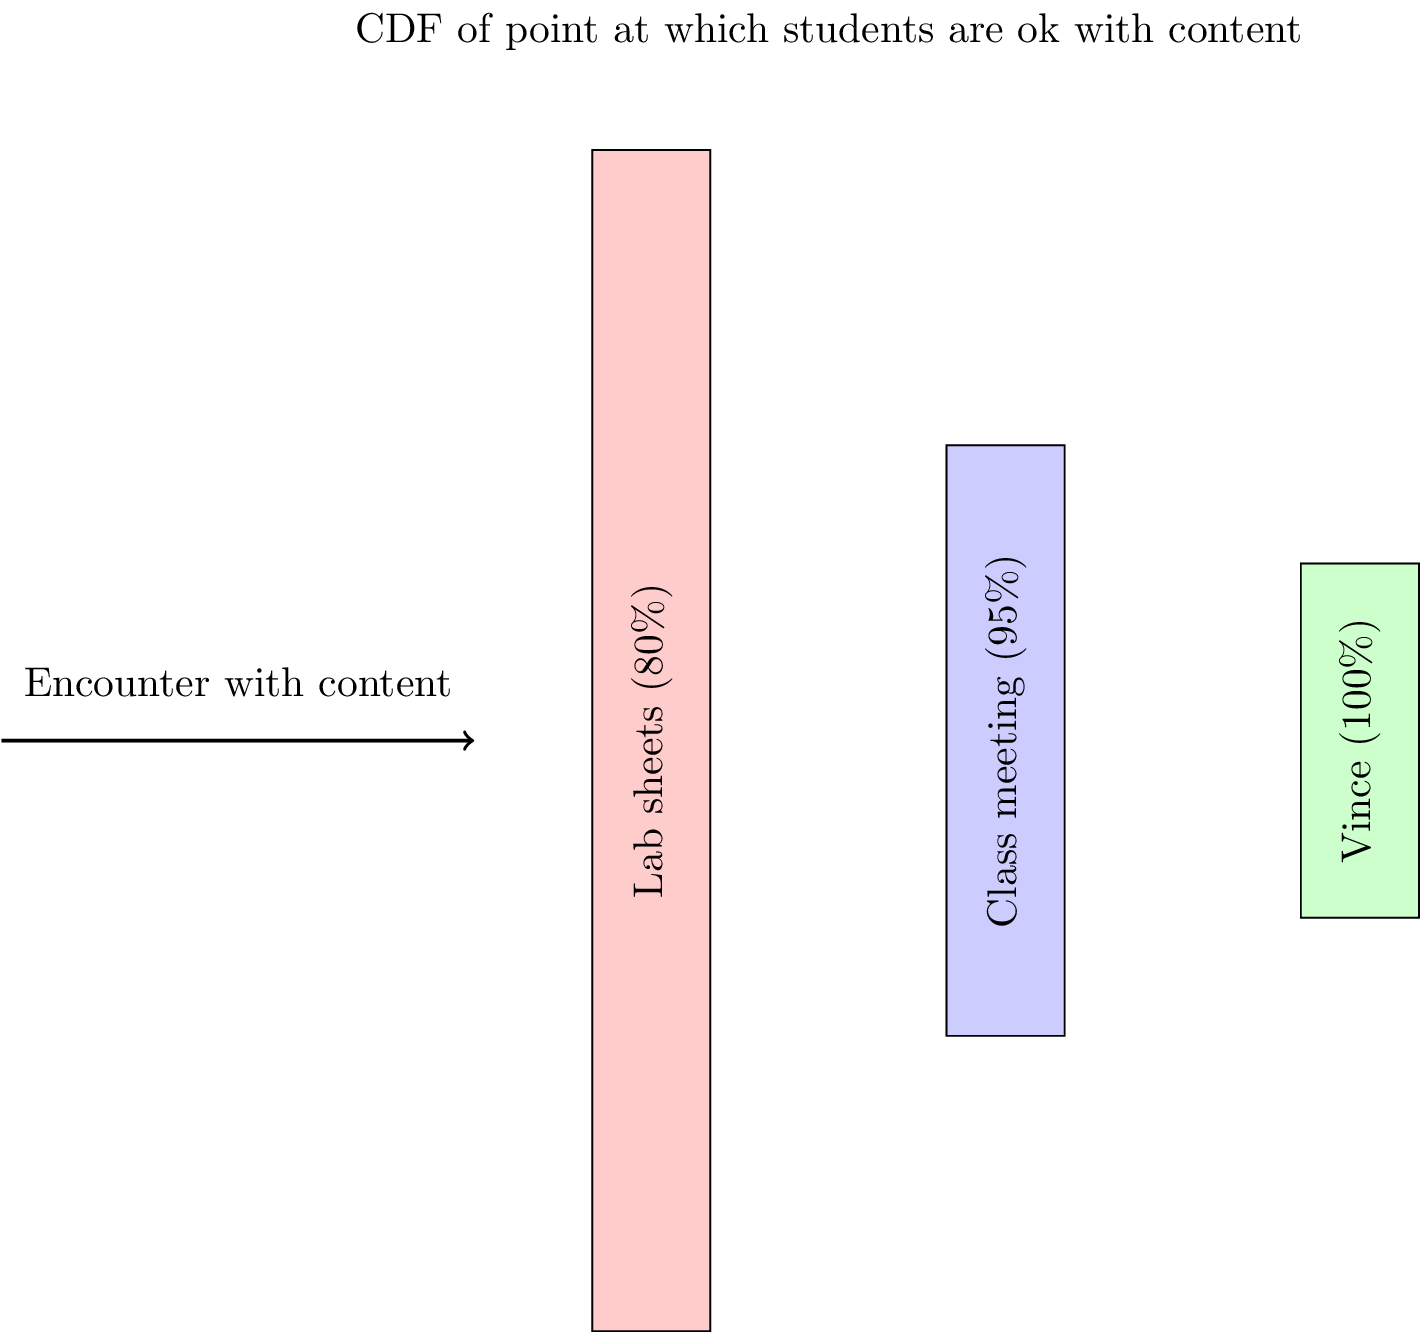 CDF of point at which students are ok with content
Encounter with content
Lab sheets (80%)
Class meeting (95%)
Vince (100%)